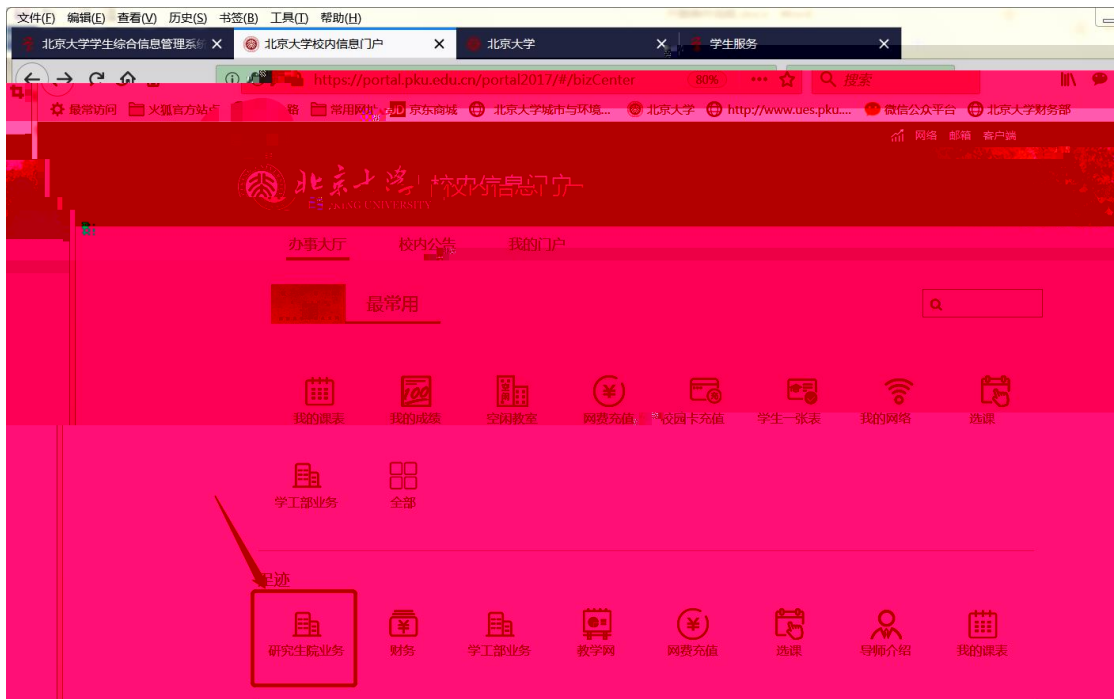 文件(F) 编辑(E) 查看(V) 历史(S) 书签(B) 工具(T) 帮助(H)
北京大学学生综合信息管理系统 北京大学校内信息门户 北京大学 学生服务
https://portal.pku.edu.cn/portal2017/#/bizCenter 80% 搜索
最常访问 火狐官方站点 常用网址 JD 京东商城 北京大学城市与环境... 北京大学 http://www.ues.pku.... 微信公众平台 北京大学财务部
网络 邮箱 客户端
北京大学 校内信息门户
PEKING UNIVERSITY
办事大厅 校内公告 我的门户
最常用
我的课表 我的成绩 空闲教室 网费充值 校园卡充值 学生一张表 我的网络 选课
学工部业务 全部
足迹
研究生院业务 财务 学工部业务 教学网 网费充值 选课 导师介绍 我的课表